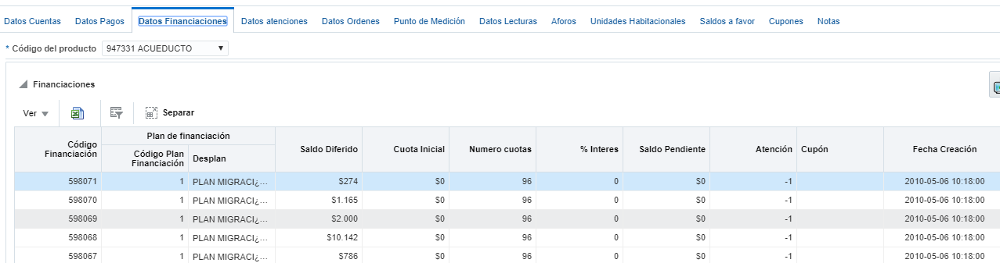 Datos Cuentas Datos Pagos Datos Financiaciones Datos atenciones Datos Ordenes Punto de Medición Datos Lecturas Aforos Unidades Habitacionales Saldos a favor Cupones Notas
* Código del producto 947331 ACUEDUCTO
Financiaciones
Ver Separar
Código Financiación Plan de financiación Código Plan Financiación Desplan Saldo Diferido Cuota Inicial Numero cuotas % Interes Saldo Pendiente Atención Cupón Fecha Creación
598071 1 PLAN MIGRACI¿... $274 $0 96 0 $0 -1 2010-05-06 10:18:00
598070 1 PLAN MIGRACI¿... $1.165 $0 96 0 $0 -1 2010-05-06 10:18:00
598069 1 PLAN MIGRACI¿... $2.000 $0 96 0 $0 -1 2010-05-06 10:18:00
598068 1 PLAN MIGRACI¿... $10.142 $0 96 0 $0 -1 2010-05-06 10:18:00
598067 1 PLAN MIGRACI¿... $786 $0 96 0 $0 -1 2010-05-06 10:18:00